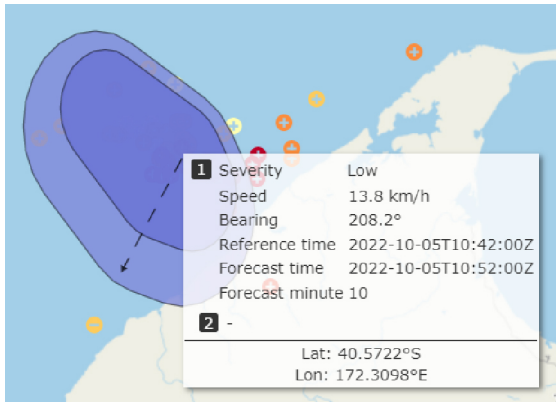 1 Severity Low
Speed 13.8 km/h
Bearing 208.2°
Reference time 2022-10-05T10:42:00Z
Forecast time 2022-10-05T10:52:00Z
Forecast minute 10
2 -
Lat: 40.5722°S
Lon: 172.3098°E